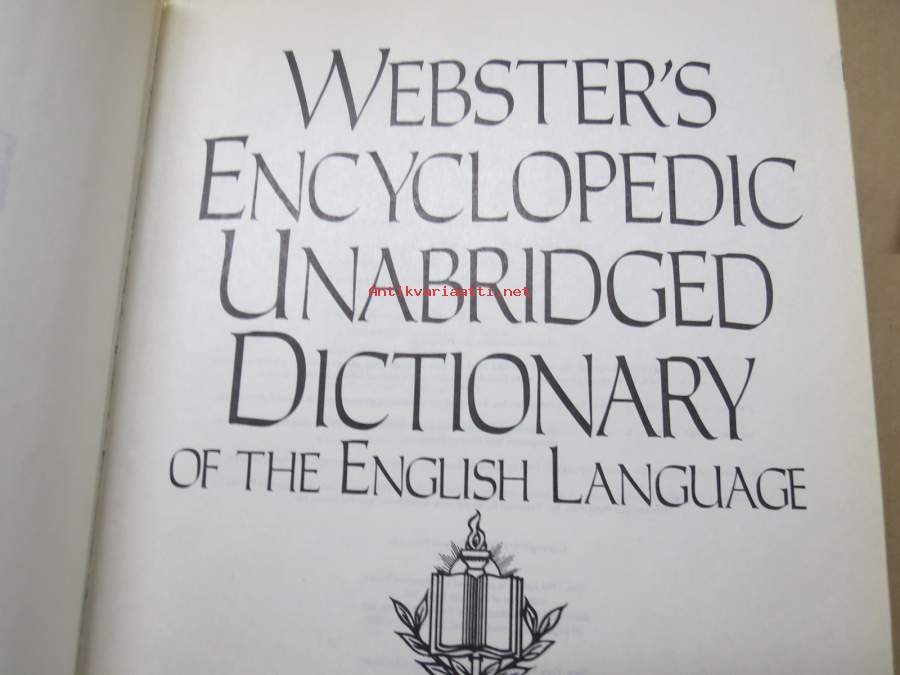 WEBSTER'S
ENCYCLOPEDIC
UNABRIDGED
Antikvariaatti.net
DICTIONARY
OF THE ENGLISH LANGUAGE